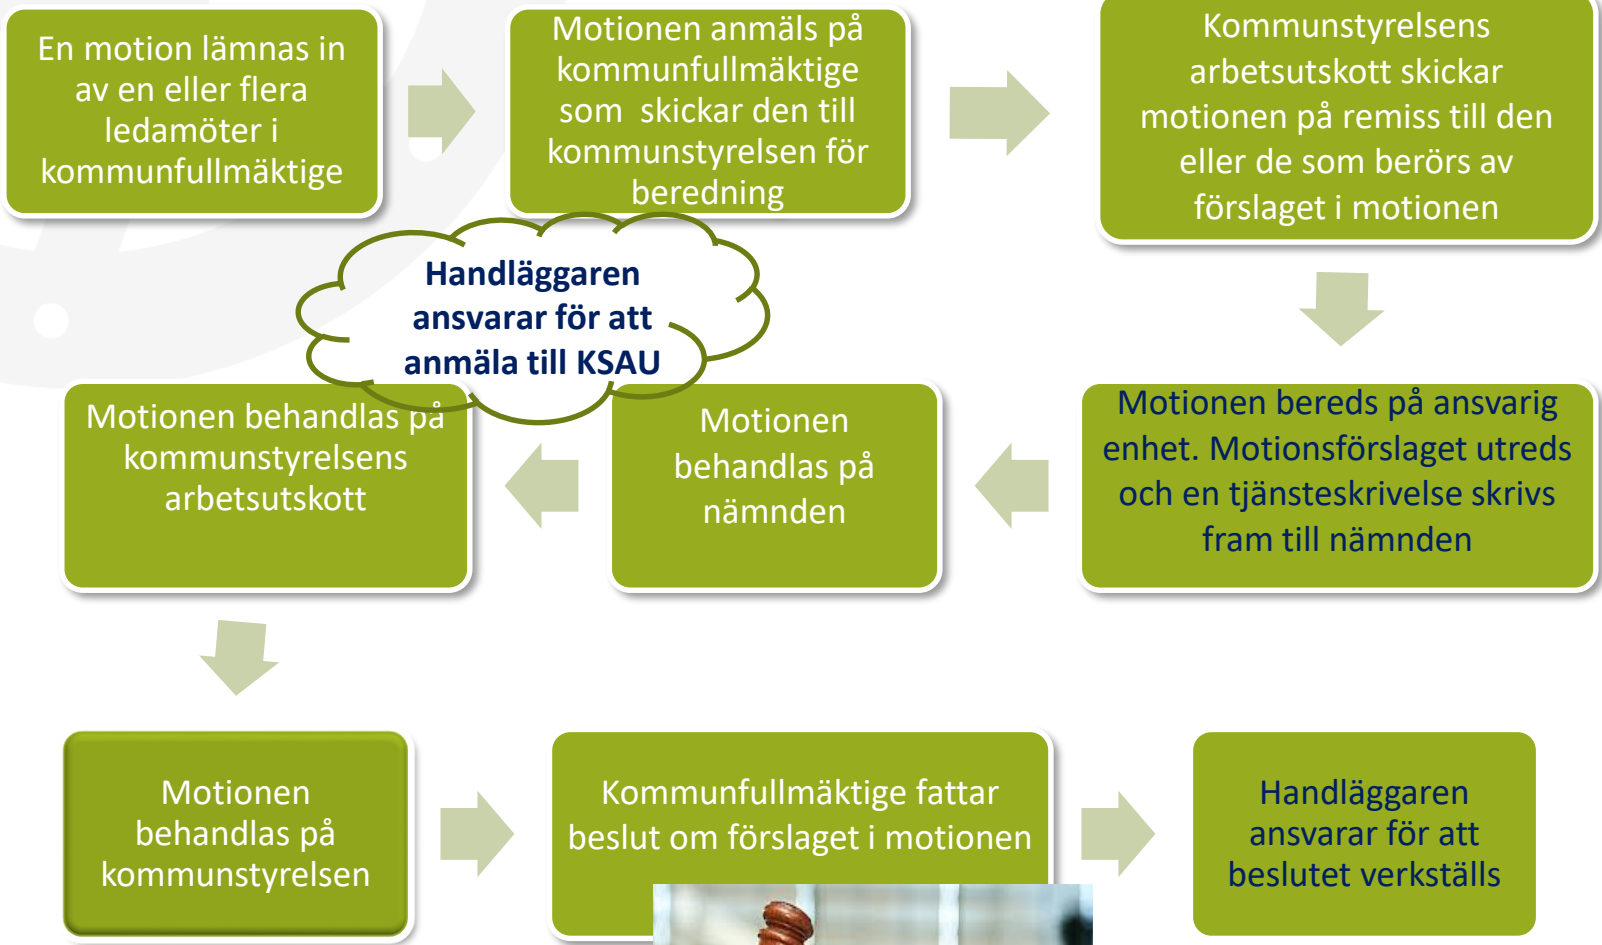 En motion lämnas in
av en eller flera
ledamöter i
kommunfullmäktige
Motionen anmäls på
kommunfullmäktige
som skickar den till
kommunstyrelsen för
beredning
Kommunstyrelsens
arbetsutskott skickar
motionen på remiss till den
eller de som berörs av
förslaget i motionen
Handläggaren
ansvarar för att
anmäla till KSAU
Motionen bereds på ansvarig
enhet. Motionsförslaget utreds
och en tjänsteskrivelse skrivs
fram till nämnden
Motionen
behandlas på
nämnden
Motionen behandlas på
kommunstyrelsens
arbetsutskott
Motionen
behandlas på
kommunstyrelsen
Kommunfullmäktige fattar
beslut om förslaget i motionen
Handläggaren
ansvarar för att
beslutet verkställs